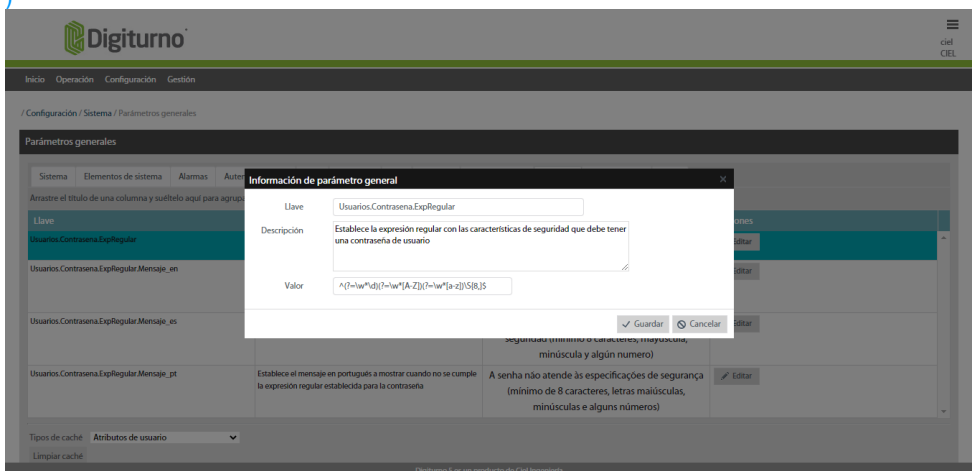 Digiturno
ciel
CIEL
Inicio Operación Configuración Gestión
/ Configuración / Sistema / Parámetros generales
Parámetros generales
Sistema Elementos de sistema Alarmas
Arrastre el título de una columna y suéltelo aquí para
Llave
Usuarios.Contrasena.ExpRegular
Editar
Usuarios.Contrasena.ExpRegular.Mensaje_en
Editar
Usuarios.Contrasena.ExpRegular.Mensaje_es
seguridad (mínimo 8 caracteres, mayúscula,
minúscula y algún numero)
Editar
Usuarios.Contrasena.ExpRegular.Mensaje_pt
Establece el mensaje en portugués a mostrar cuando no se cumple
la expresión regular establecida para la contraseña
A senha não atende às especificações de segurança
(mínimo de 8 caracteres, letras maiúsculas,
minúsculas e alguns números)
Editar
Tipos de caché Atributos de usuario
Limpiar caché
Información de parámetro general
Llave Usuarios.Contrasena.ExpRegular
Descripción Establece la expresión regular con las características de seguridad que debe tener
una contraseña de usuario
Valor ^(?=\w*\d)(?=\w*[A-Z])(?=\w*[a-z])\S{8,}$
Guardar Cancelar